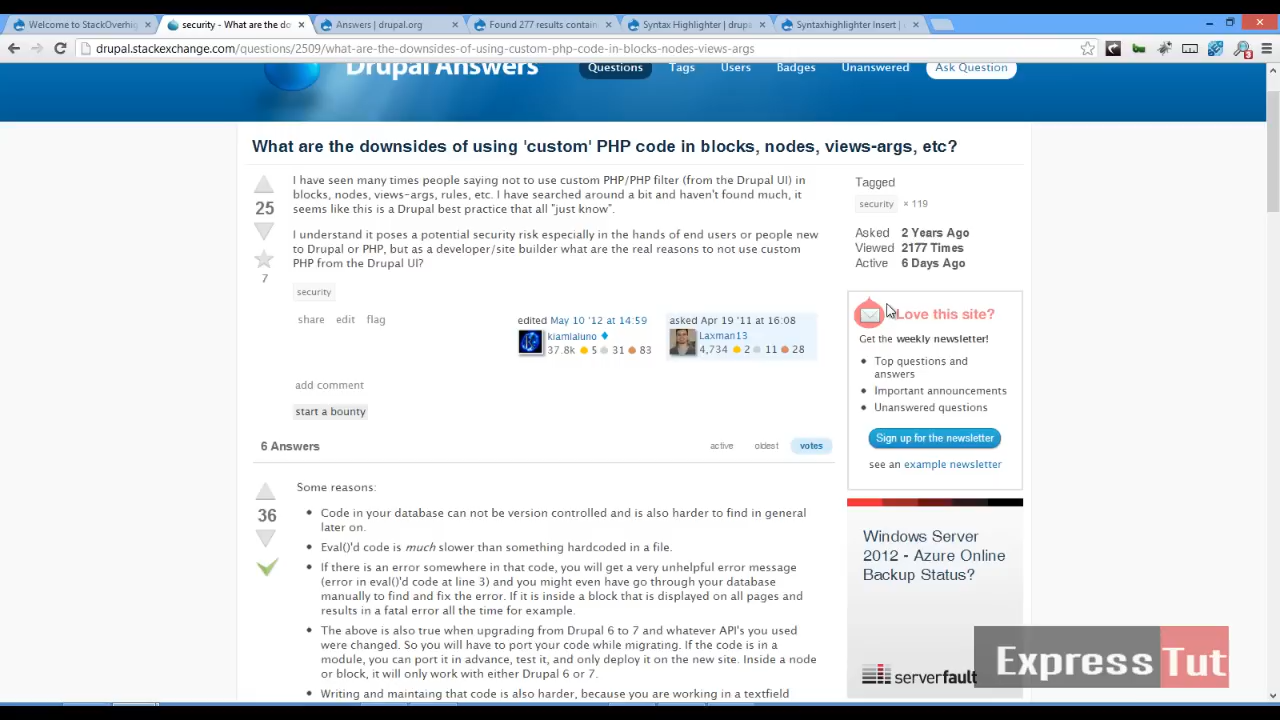 Welcome to StackOverhig
security - What are the do
Answers | drupal.org
Found 277 results contain
Syntax Highlighter | drupa
Syntaxhighlighter Insert |
drupal.stackexchange.com/questions/2509/what-are-the-downsides-of-using-custom-php-code-in-blocks-nodes-views-args
Drupal Answers
Questions
Tags
Users
Badges
Unanswered
Ask Question
What are the downsides of using 'custom' PHP code in blocks, nodes, views-args, etc?
25
7
I have seen many times people saying not to use custom PHP/PHP filter (from the Drupal UI) in
blocks, nodes, views-args, rules, etc. I have searched around a bit and haven't found much, it
seems like this is a Drupal best practice that all "just know".
I understand it poses a potential security risk especially in the hands of end users or people new
to Drupal or PHP, but as a developer/site builder what are the real reasons to not use custom
PHP from the Drupal UI?
security
share edit flag
edited May 10 '12 at 14:59
kiamlaluno
37.8k 5 31 83
asked Apr 19 '11 at 16:08
Laxman13
4,734 2 11 28
add comment
start a bounty
6 Answers
active oldest votes
36
Some reasons:
Code in your database can not be version controlled and is also harder to find in general
later on.
Eval()'d code is much slower than something hardcoded in a file.
If there is an error somewhere in that code, you will get a very unhelpful error message
(error in eval()'d code at line 3) and you might even have go through your database
manually to find and fix the error. If it is inside a block that is displayed on all pages and
results in a fatal error all the time for example.
The above is also true when upgrading from Drupal 6 to 7 and whatever API's you used
were changed. So you will have to port your code while migrating. If the code is in a
module, you can port it in advance, test it, and only deploy it on the new site. Inside a node
or block, it will only work with either Drupal 6 or 7.
Writing and maintaing that code is also harder, because you are working in a textfield
Tagged
security × 119
Asked 2 Years Ago
Viewed 2177 Times
Active 6 Days Ago
Love this site?
Get the weekly newsletter!
Top questions and
answers
Important announcements
Unanswered questions
Sign up for the newsletter
see an example newsletter
Windows Server
2012 - Azure Online
Backup Status?
serverfault
Express Tut